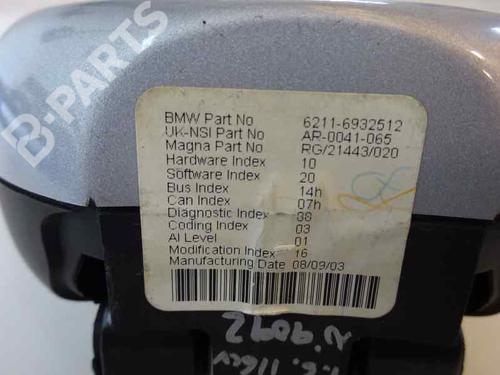 B-PARTS
BMW Part No 6211-6932512
UK-NSI Part No AR-0041-065
Magna Part No RG/21443/020
Hardware Index 10
Software Index 20
Bus Index 14h
Can Index 07h
Diagnostic Index 38
Coding Index 03
AI Level 01
Modification Index 16
Manufacturing Date 08/09/03